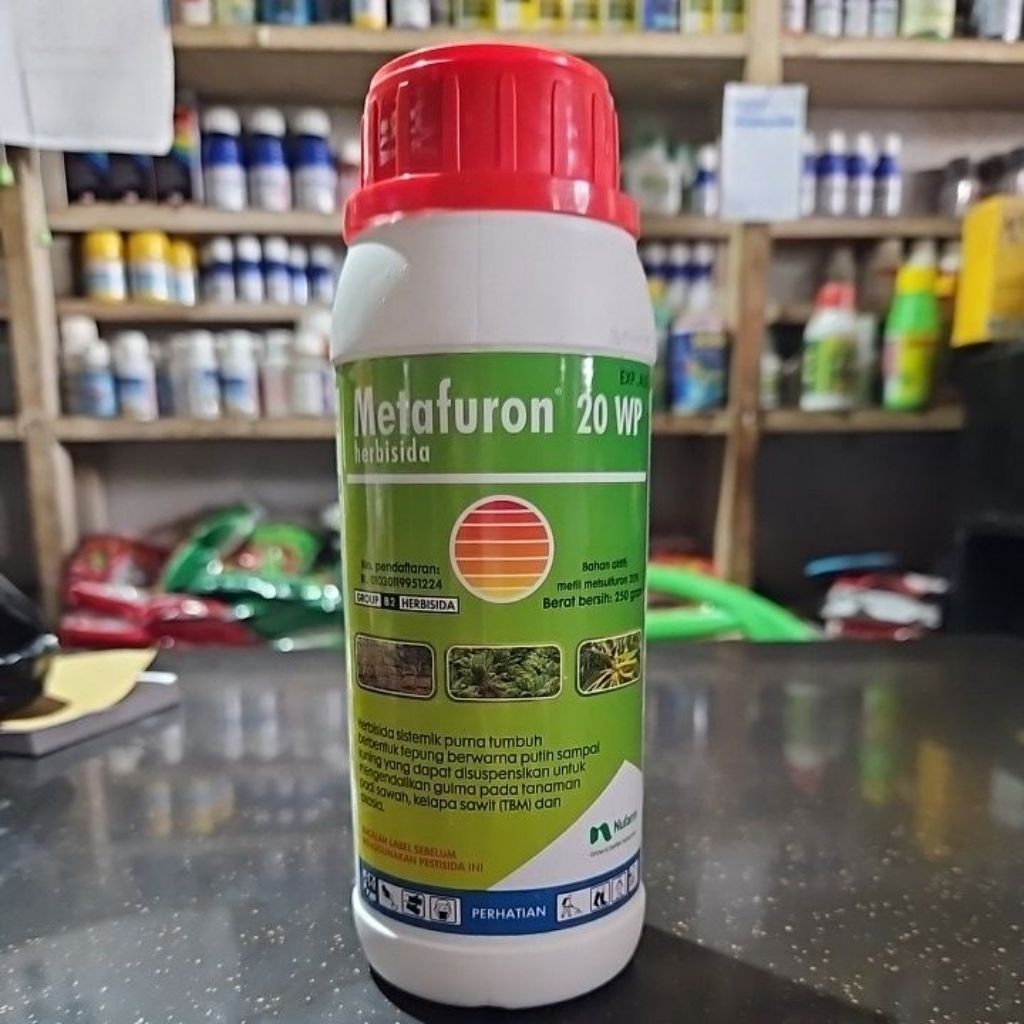 EXP.
Metafuron® 20 WP
herbisida
No. pendaftaran:
RI. 01030119951224
GROUP B2 HERBISIDA
Bahan aktif:
metil metsulfuron 20%
Berat bersih: 250 gram
Herbisida sistemik purna tumbuh
berbentuk tepung berwarna putih sampai
kuning yang dapat disuspensikan untuk
mengendalikan gulma pada tanaman
padi sawah, kelapa sawit (TBM) dan
BACALAH LABEL SEBELUM
MENGGUNAKAN PESTISIDA INI
Nufarm
PERHATIAN